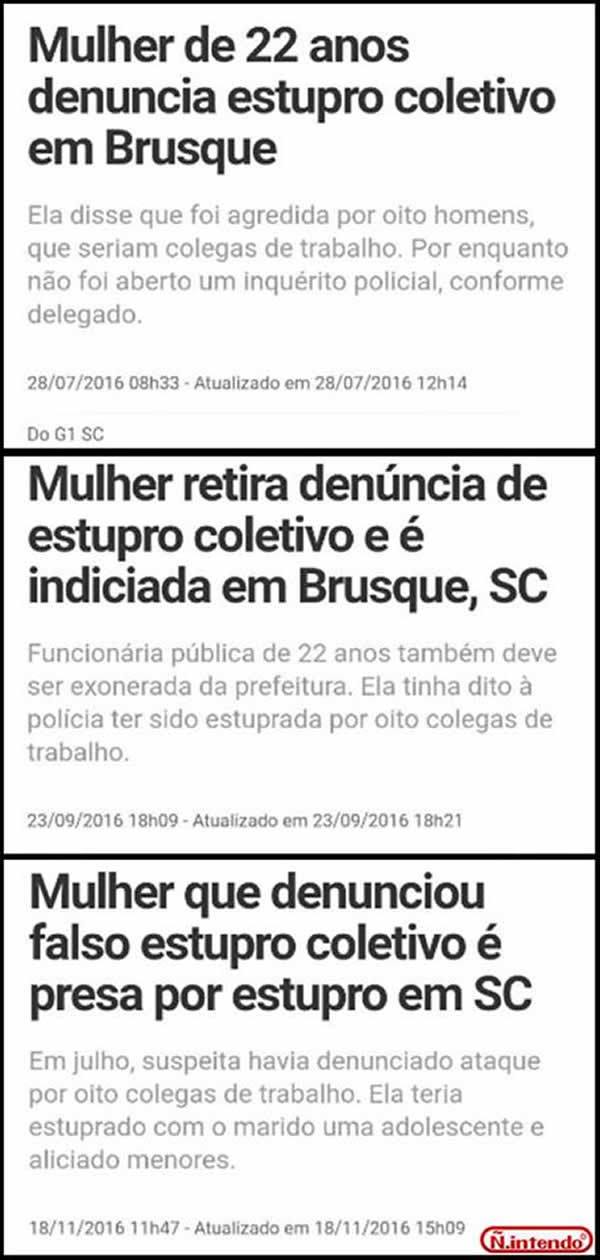 Mulher de 22 anos
denuncia estupro coletivo
em Brusque
Ela disse que foi agredida por oito homens,
que seriam colegas de trabalho. Por enquanto
não foi aberto um inquérito policial, conforme
delegado.
28/07/2016 08h33 - Atualizado em 28/07/2016 12h14
Do G1 SC
Mulher retira denúncia de
estupro coletivo e é
indiciada em Brusque, SC
Funcionária pública de 22 anos também deve
ser exonerada da prefeitura. Ela tinha dito à
polícia ter sido estuprada por oito colegas de
trabalho.
23/09/2016 18h09 - Atualizado em 23/09/2016 18h21
Mulher que denunciou
falso estupro coletivo é
presa por estupro em SC
Em julho, suspeita havia denunciado ataque
por oito colegas de trabalho. Ela teria
estuprado com o marido uma adolescente e
aliciado menores.
18/11/2016 11h47 - Atualizado em 18/11/2016 15h09
Ñ.intendo®